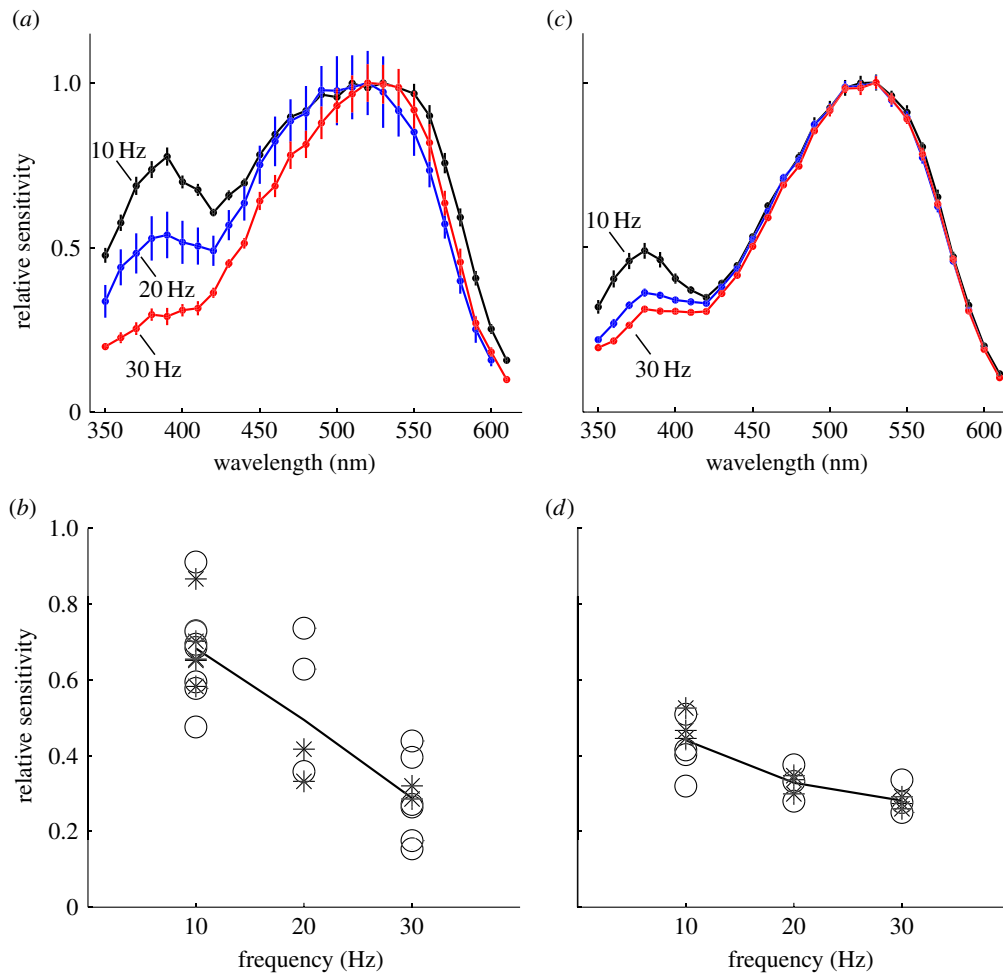 (a)
1.0
0.5
0
relative sensitivity
10 Hz
20 Hz
30 Hz
350 400 450 500 550 600
wavelength (nm)
(c)
10 Hz
30 Hz
350 400 450 500 550 600
wavelength (nm)
(b)
1.0
0.8
0.6
0.4
0.2
0
relative sensitivity
10 20 30
frequency (Hz)
(d)
10 20 30
frequency (Hz)